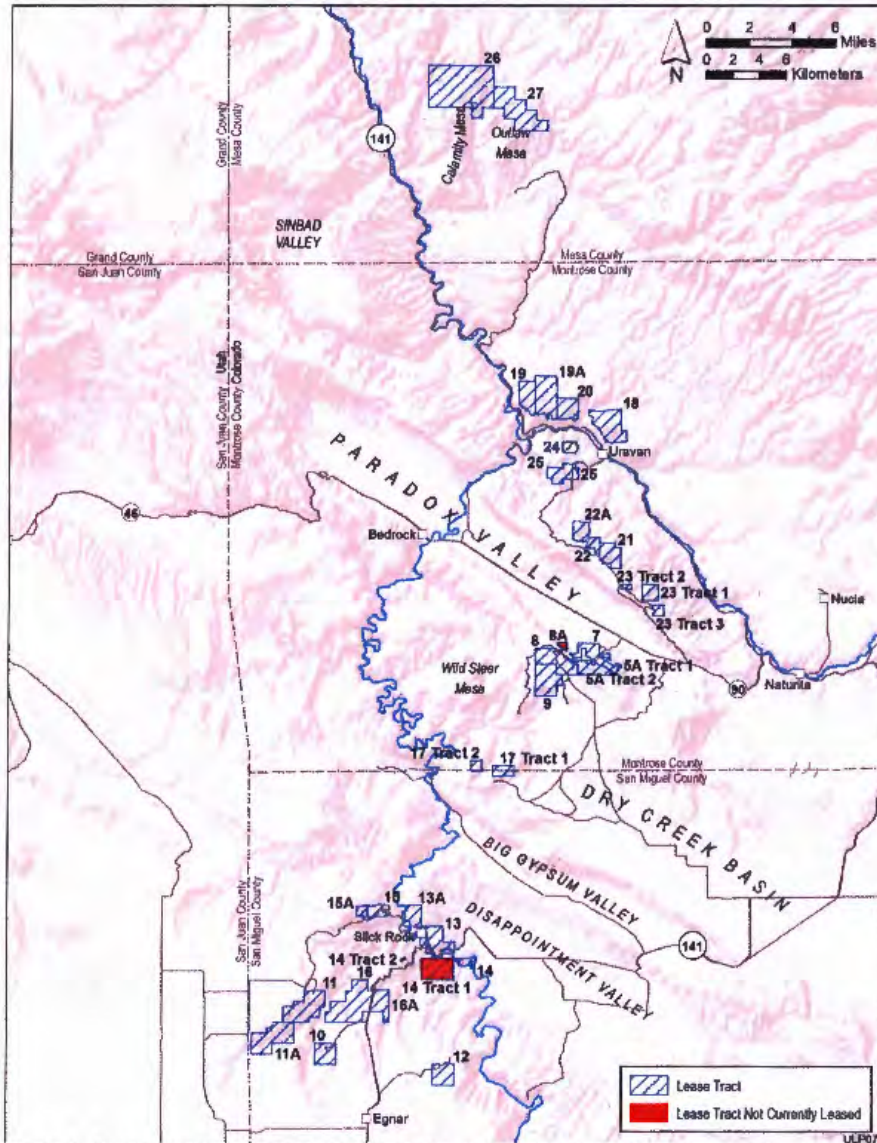 0 2 4 6
Miles
0 2 4 6
Kilometers
N
26
27
Calamity Mesa
Outlaw
Mesa
Grand County
Mesa County
141
SINBAD
VALLEY
Grand County
San Juan County
Mesa County
Montrose County
San Juan County Utah
Montrose County Colorado
19
19A
20
18
24
Uravan
25
25
PARADOX VALLEY
46
Bedrock
22A
21
22
23 Tract 2
23 Tract 1
23 Tract 3
Nucla
8A
8
7
6
5A Tract 1
5A Tract 2
9
Wild Steer
Mesa
90
Naturita
17 Tract 2
17 Tract 1
Montrose County
San Miguel County
DRY CREEK BASIN
BIG GYPSUM VALLEY
DISAPPOINTMENT VALLE
141
San Juan County
San Miguel County
15A
15
13A
13
Slick Rock
14 Tract 2
14
14 Tract 1
11
16
16A
11A
10
12
Egnar
Lease Tract
Lease Tract Not Currently Leased